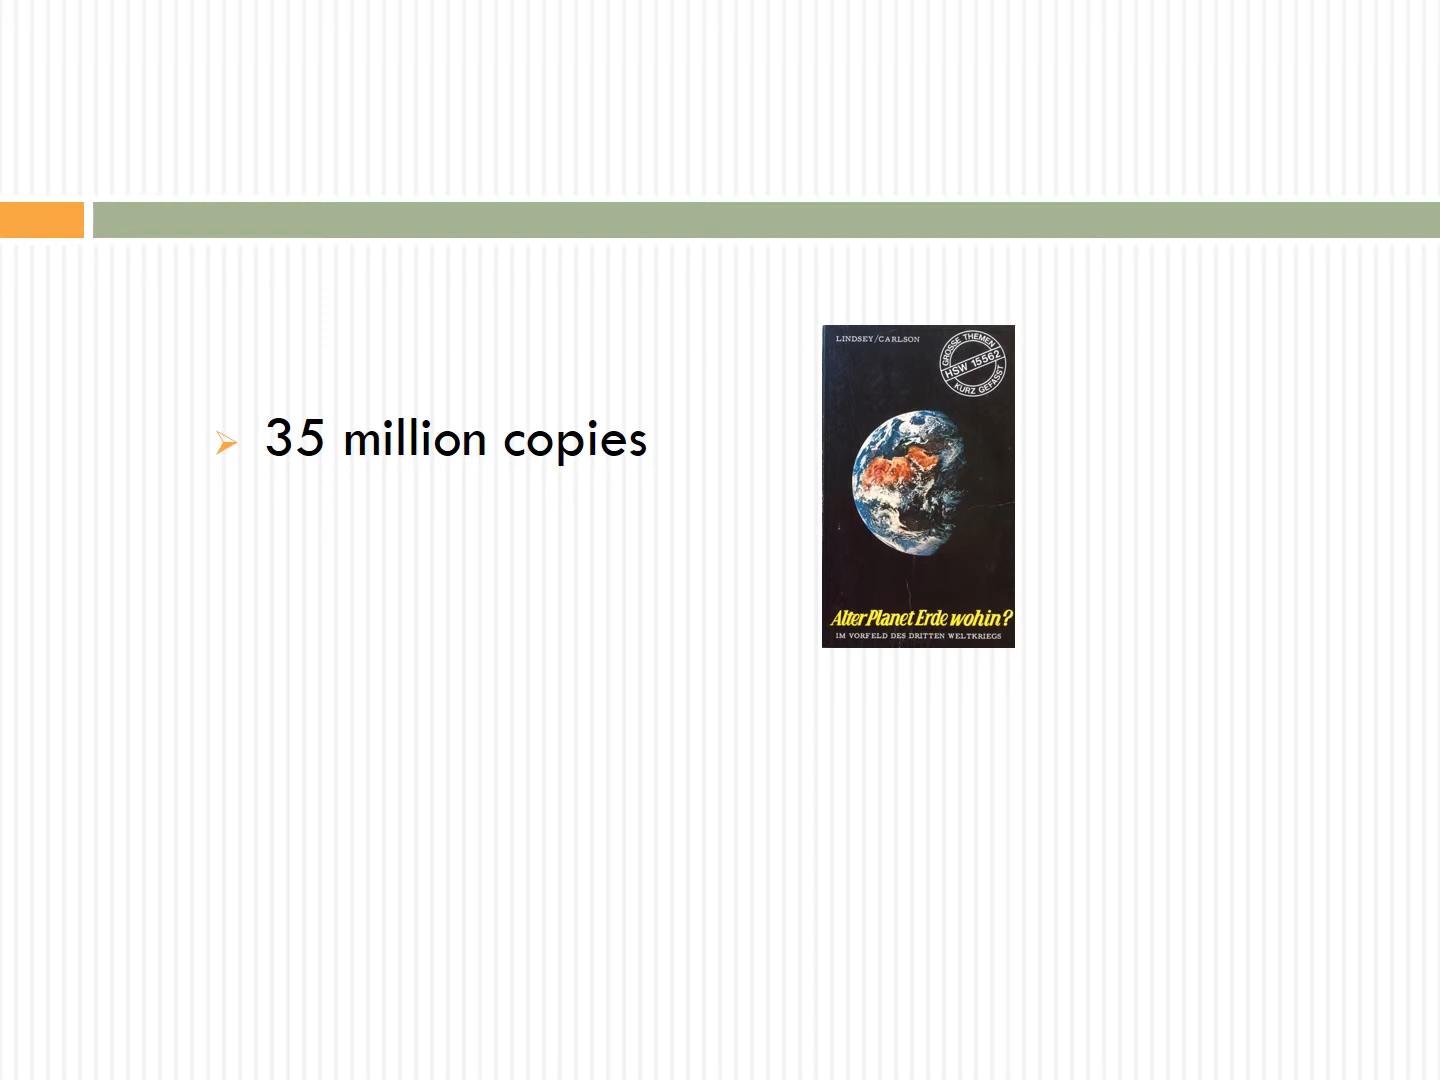 35 million copies
LINDSEY/CARLSON
GROSSE THEMEN
HSW 15562
KURZ GEFASST
Alter Planet Erde wohin?
IM VORFELD DES DRITTEN WELTKRIEGS